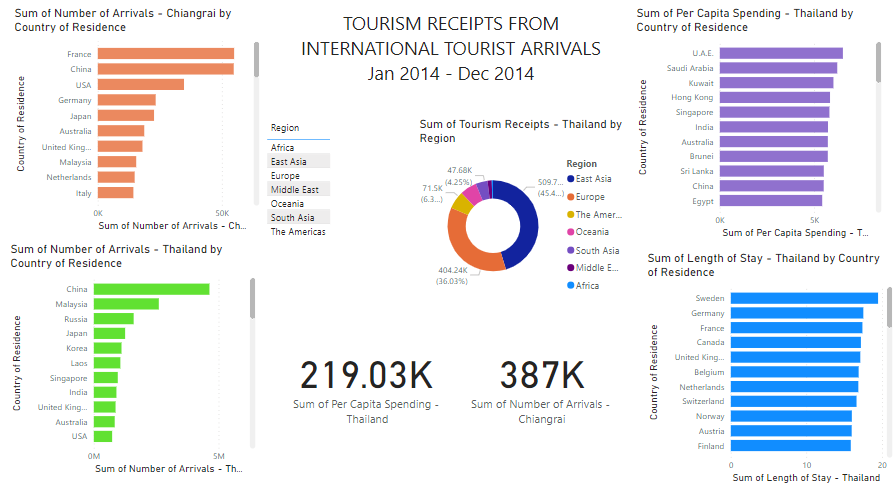 Sum of Number of Arrivals - Chiangrai by
Country of Residence
Country of Residence
France
China
USA
Germany
Japan
Australia
United King...
Malaysia
Netherlands
Italy
0K
50K
Sum of Number of Arrivals - Ch...
TOURISM RECEIPTS FROM
INTERNATIONAL TOURIST ARRIVALS
Jan 2014 - Dec 2014
Sum of Per Capita Spending - Thailand by
Country of Residence
Country of Residence
U.A.E.
Saudi Arabia
Kuwait
Hong Kong
Singapore
India
Australia
Brunei
Sri Lanka
China
Egypt
0K
5K
Sum of Per Capita Spending - T...
Region
Africa
East Asia
Europe
Middle East
Oceania
South Asia
The Americas
Sum of Tourism Receipts - Thailand by
Region
47.68K
(4.25%)
71.5K
(6.3...)
404.24K
(36.03%)
509.7...
(45.4...)
Region
East Asia
Europe
The Amer...
Oceania
South Asia
Middle E...
Africa
Sum of Number of Arrivals - Thailand by
Country of Residence
Country of Residence
China
Malaysia
Russia
Japan
Korea
Laos
Singapore
India
United King...
Australia
USA
0M
5M
Sum of Number of Arrivals - Th...
219.03K
Sum of Per Capita Spending -
Thailand
387K
Sum of Number of Arrivals -
Chiangrai
Sum of Length of Stay - Thailand by Country
of Residence
Country of Residence
Sweden
Germany
France
Canada
United King...
Belgium
Netherlands
Switzerland
Norway
Austria
Finland
0
10
20
Sum of Length of Stay - Thailand